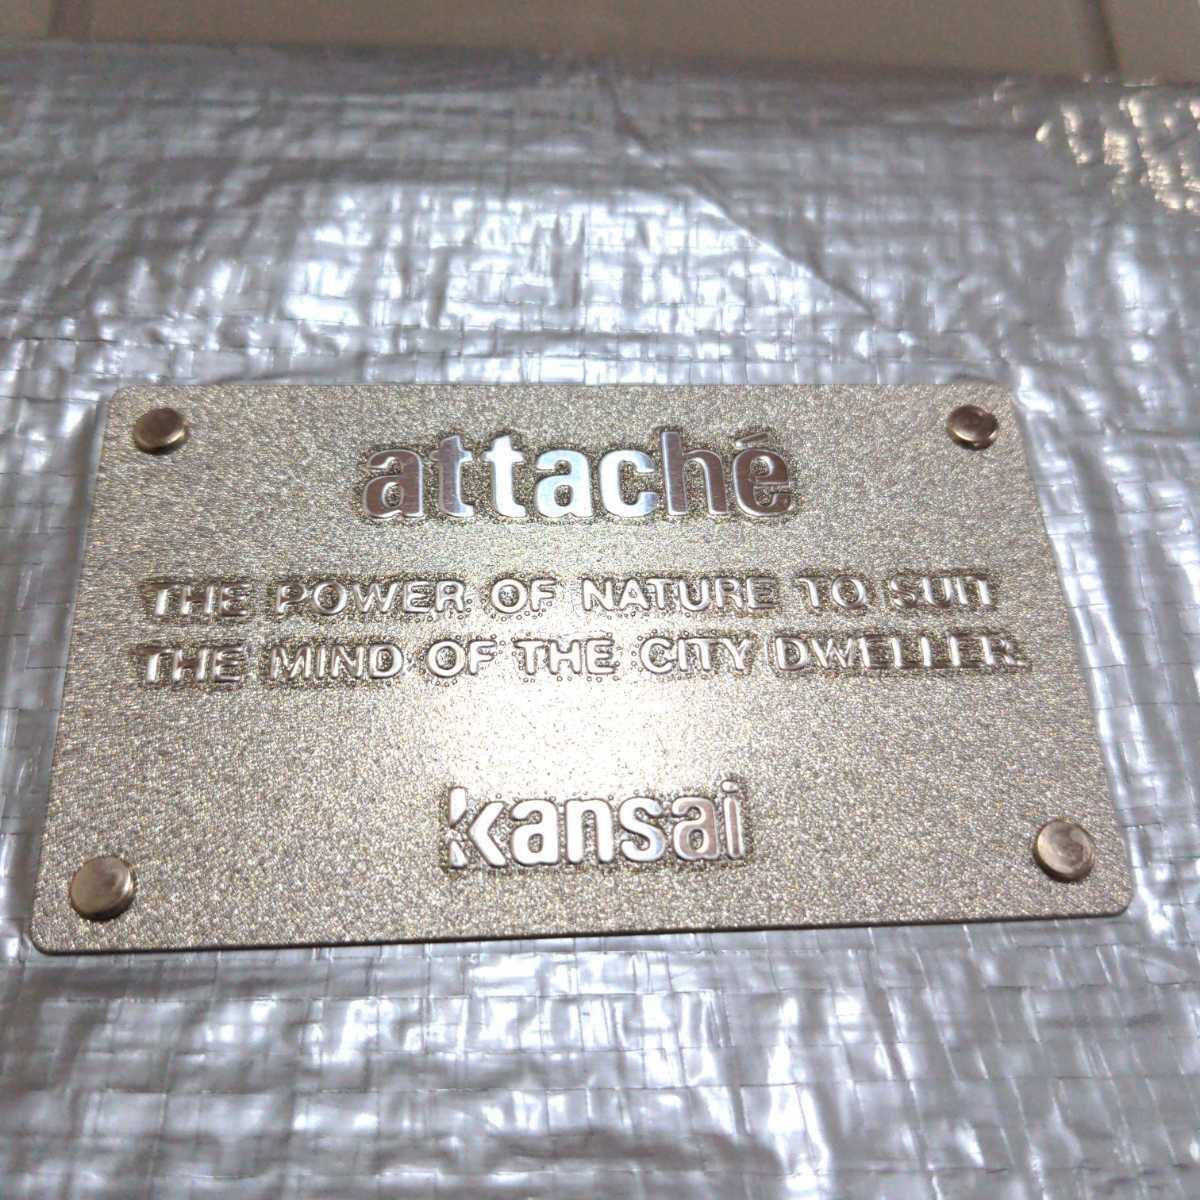 attaché
THE POWER OF NATURE TO SUIT
THE MIND OF THE CITY DWELLER.
kansai